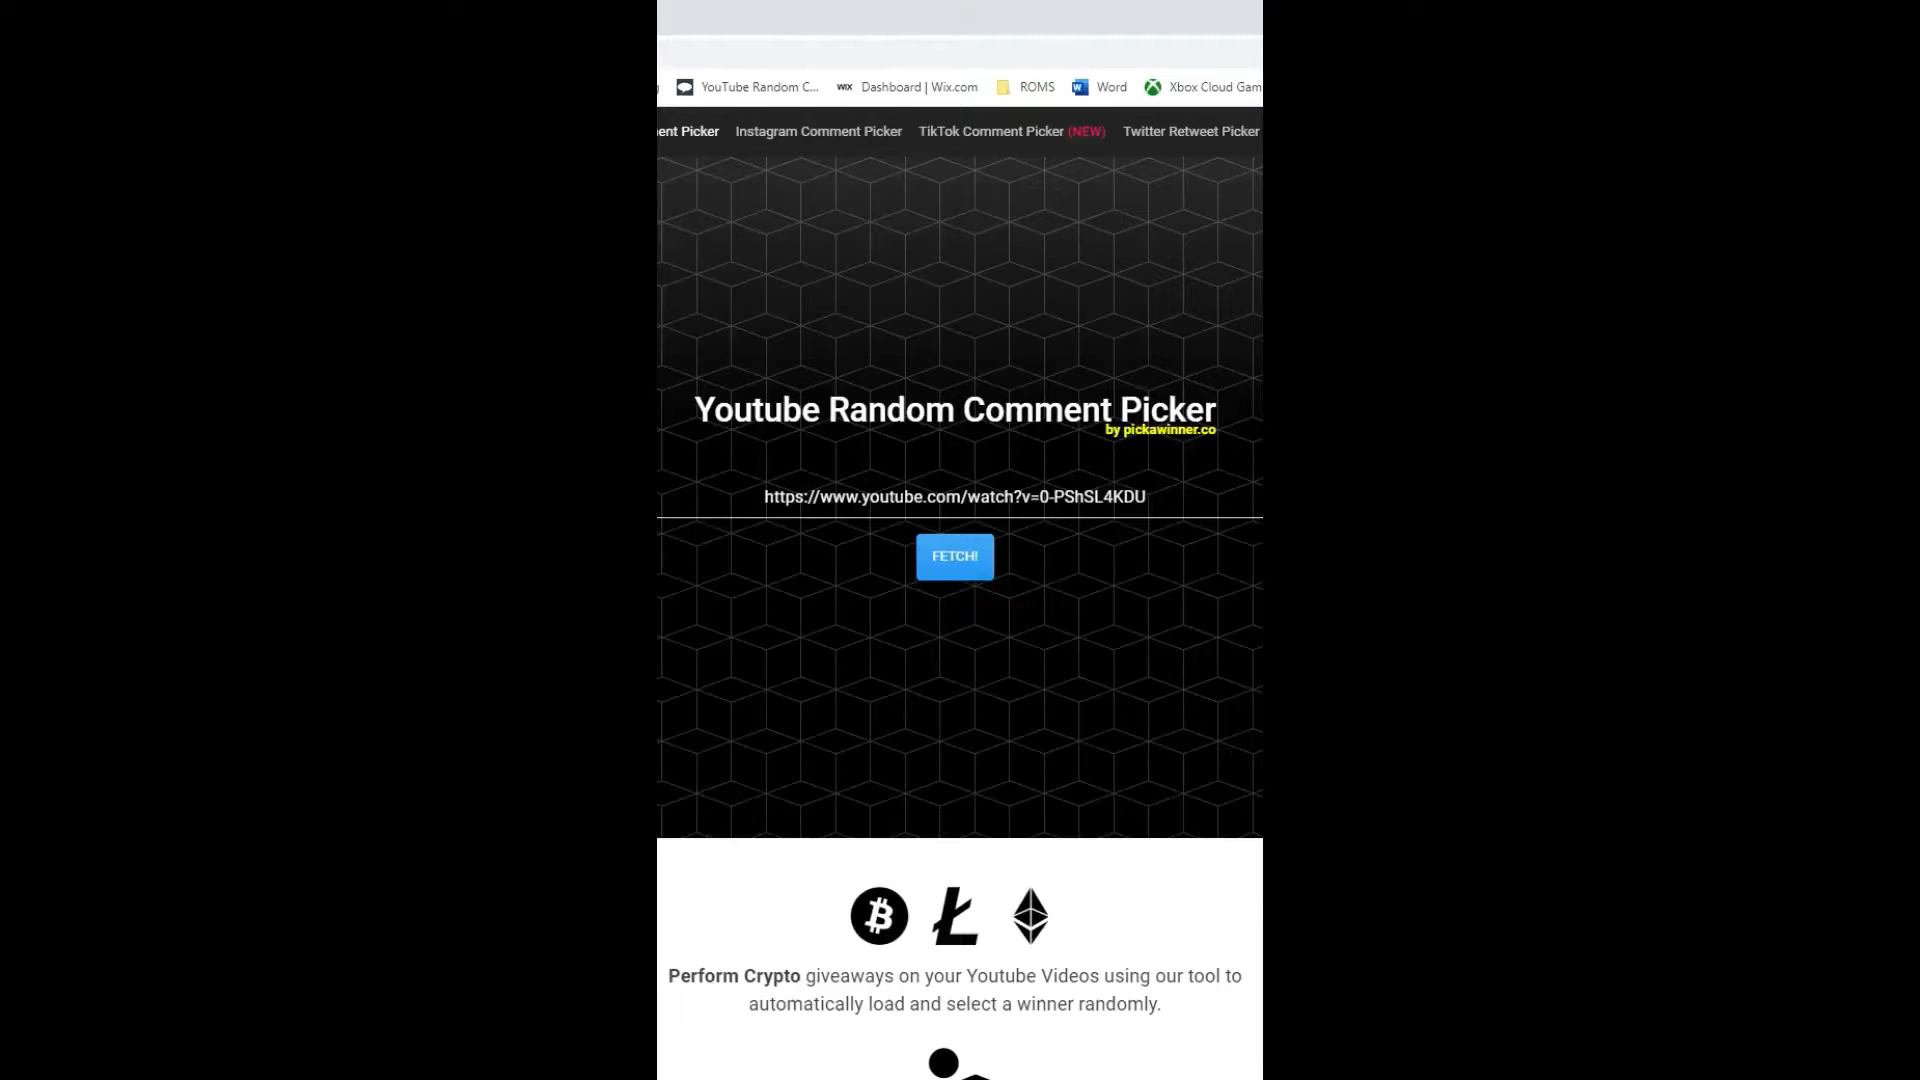 YouTube Random C...
WIX Dashboard | Wix.com
ROMS
Word
Xbox Cloud Gam
ent Picker
Instagram Comment Picker
TikTok Comment Picker (NEW)
Twitter Retweet Picker
Youtube Random Comment Picker
by pickawinner.co
https://www.youtube.com/watch?v=0-PShSL4KDU
FETCH!
Perform Crypto giveaways on your Youtube Videos using our tool to
automatically load and select a winner randomly.